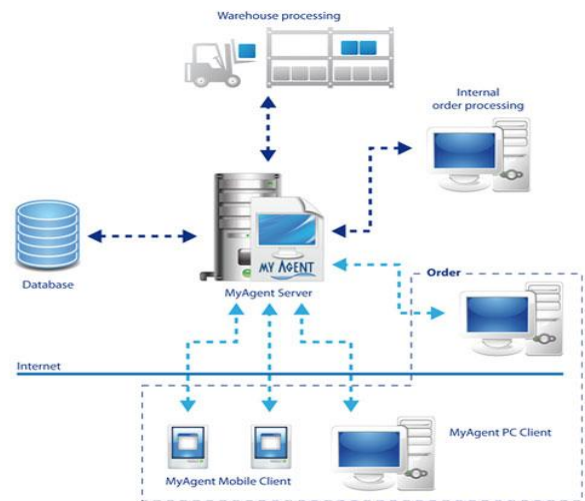 Warehouse processing
Internal
order processing
MY AGENT
Database
MyAgent Server
Order
Internet
MyAgent PC Client
MyAgent Mobile Client